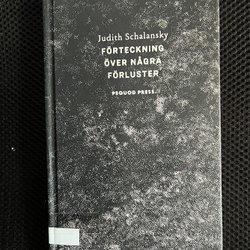 Judith Schalansky
FÖRTECKNING
ÖVER NÅGRA
FÖRLUSTER
PEQUOD PRESS